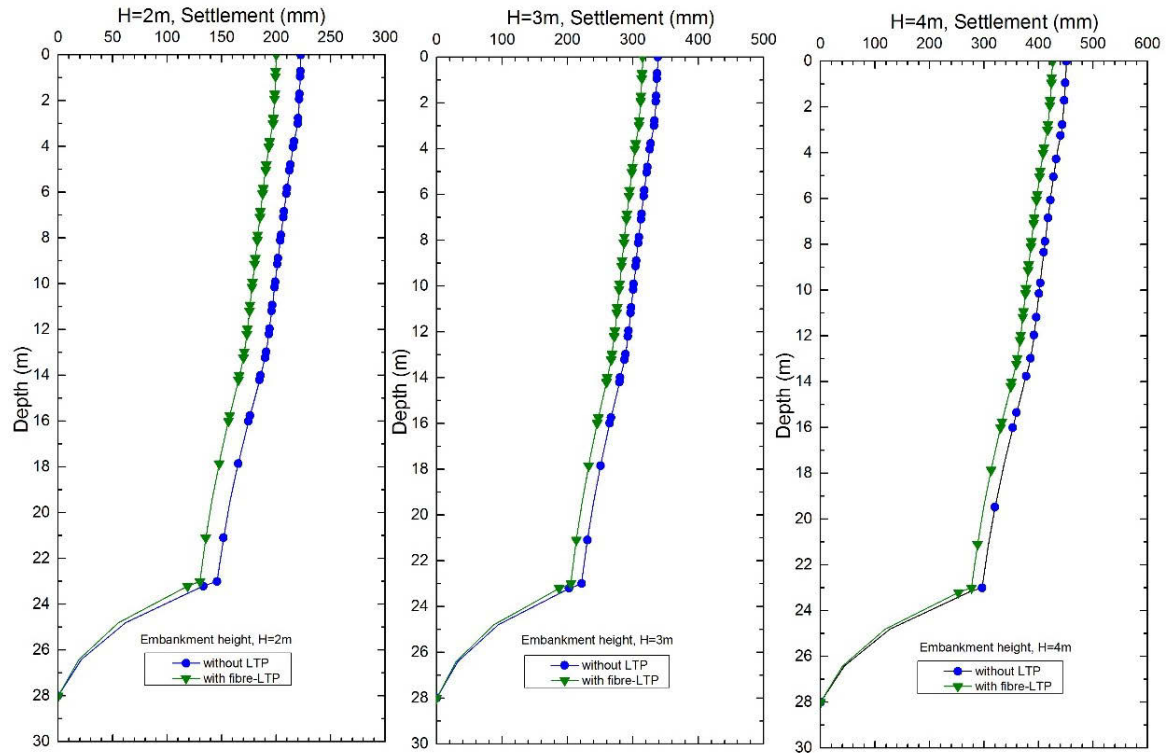 H=2m, Settlement (mm)
0 50 100 150 200 250 300
0
2
4
6
8
10
12
14
16
18
20
22
24
26
28
30
Depth (m)
Embankment height, H=2m
without LTP
with fibre-LTP
H=3m, Settlement (mm)
0 100 200 300 400 500
0
2
4
6
8
10
12
14
16
18
20
22
24
26
28
30
Depth (m)
Embankment height, H=3m
without LTP
with fibre-LTP
H=4m, Settlement (mm)
0 100 200 300 400 500 600
0
2
4
6
8
10
12
14
16
18
20
22
24
26
28
30
Depth (m)
Embankment height, H=4m
without LTP
with fibre-LTP